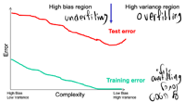 High bias region
High variance region
underfitting
overfitting
Test error
Error
Training error
High Bias
Low Variance
Complexity
Low Bias
High Variance